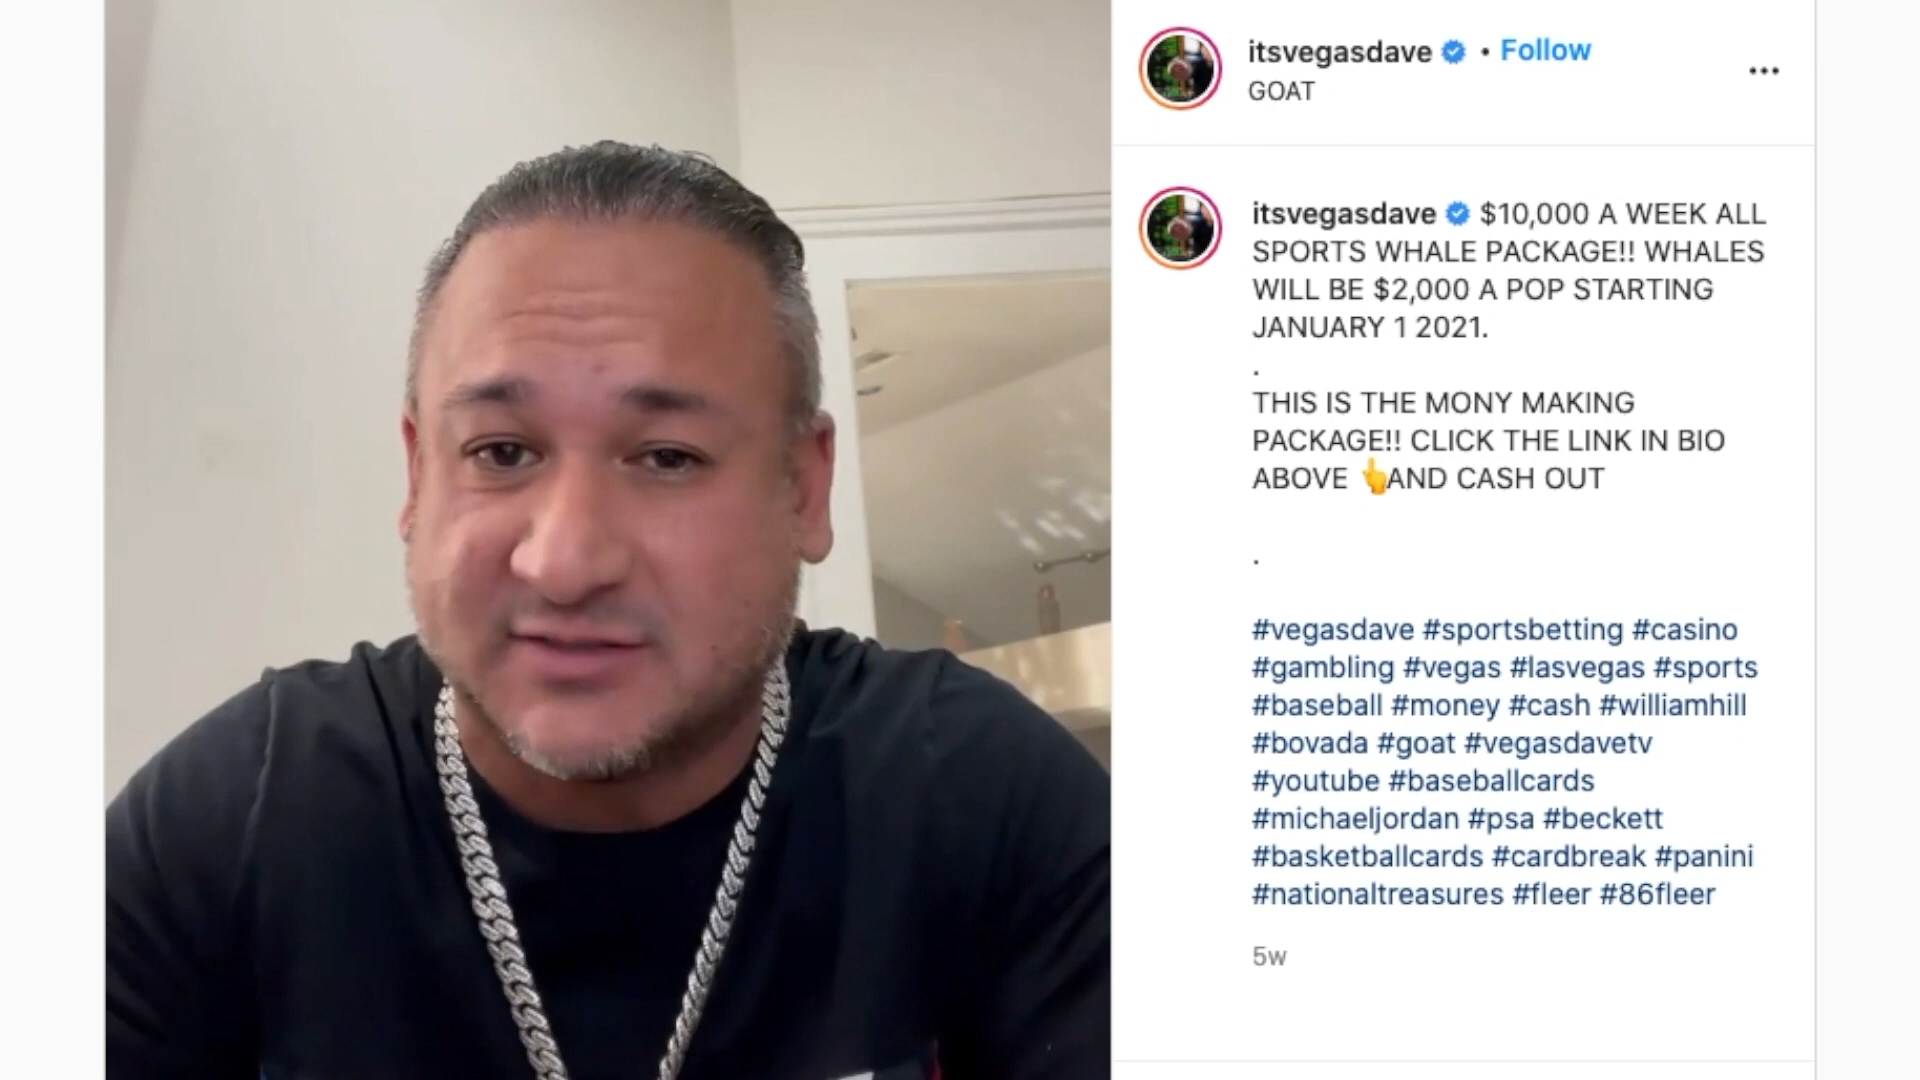 itsvegasdave • Follow
GOAT
...
itsvegasdave $10,000 A WEEK ALL
SPORTS WHALE PACKAGE!! WHALES
WILL BE $2,000 A POP STARTING
JANUARY 1 2021.
.
THIS IS THE MONY MAKING
PACKAGE!! CLICK THE LINK IN BIO
ABOVE 👆AND CASH OUT
.
#vegasdave #sportsbetting #casino
#gambling #vegas #lasvegas #sports
#baseball #money #cash #williamhill
#bovada #goat #vegasdavetv
#youtube #baseballcards
#michaeljordan #psa #beckett
#basketballcards #cardbreak #panini
#nationaltreasures #fleer #86fleer
5w